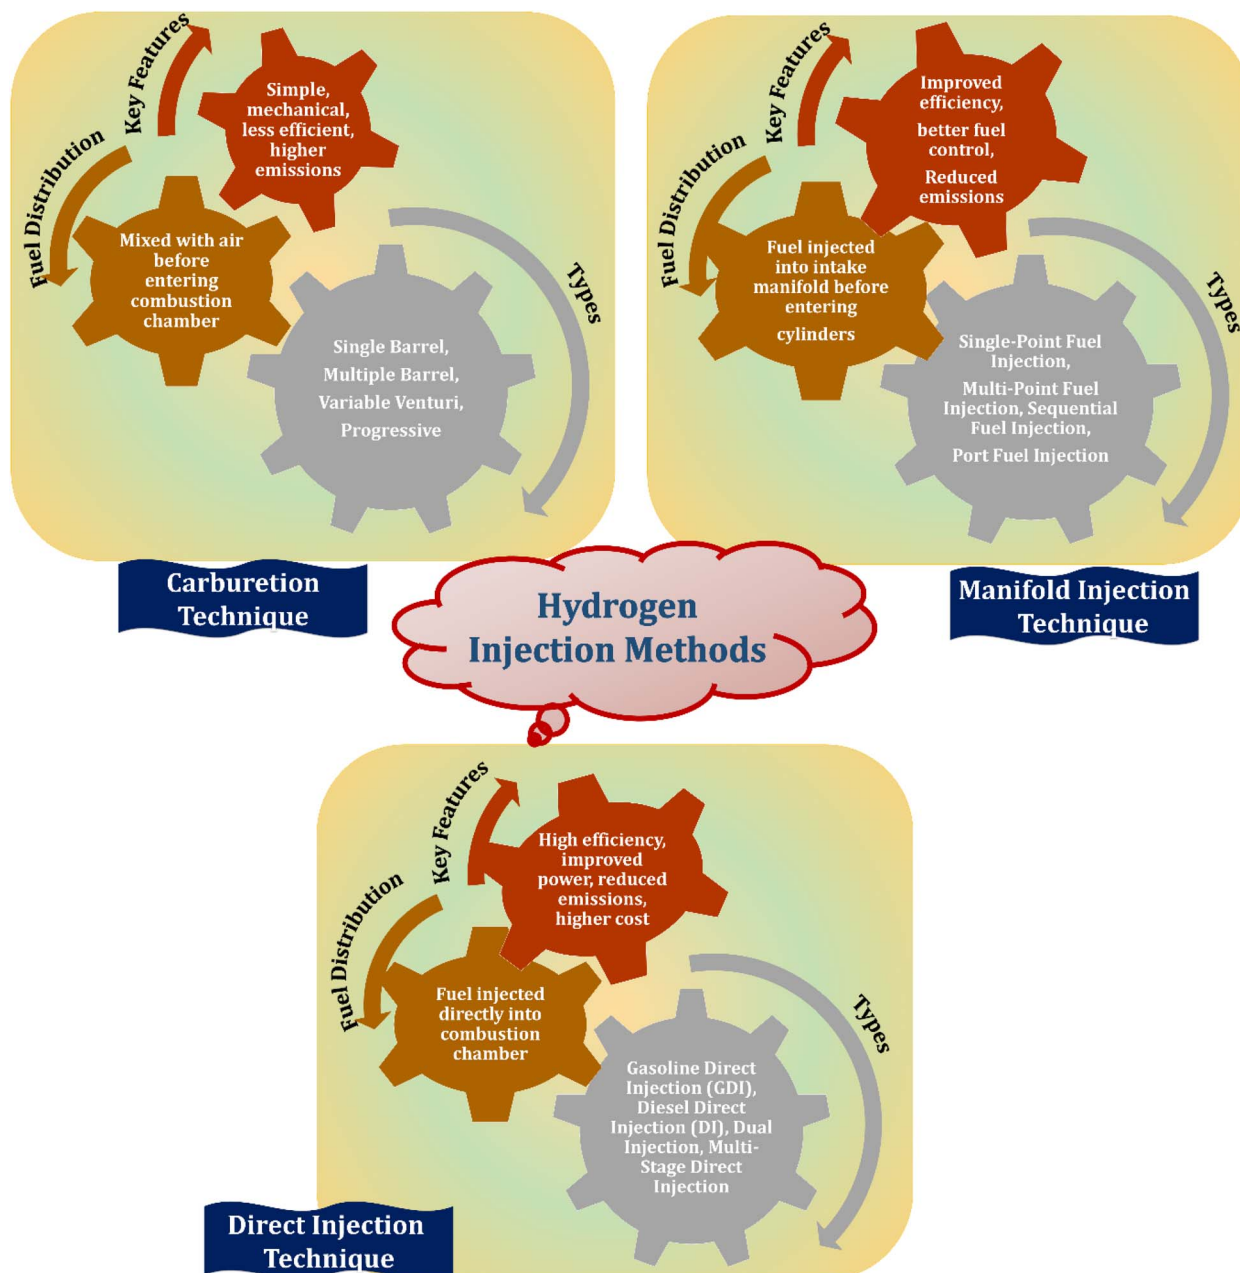 Key Features
Simple,
mechanical,
less efficient,
higher
emissions
Fuel Distribution
Mixed with air
before
entering
combustion
chamber
Types
Single Barrel,
Multiple Barrel,
Variable Venturi,
Progressive
Carburetion
Technique
Key Features
Improved
efficiency,
better fuel
control,
Reduced
emissions
Fuel Distribution
Fuel injected
into intake
manifold before
entering
cylinders
Types
Single-Point Fuel
Injection,
Multi-Point Fuel
Injection, Sequential
Fuel Injection,
Port Fuel Injection
Manifold Injection
Technique
Hydrogen
Injection Methods
Key Features
High efficiency,
improved
power, reduced
emissions,
higher cost
Fuel Distribution
Fuel injected
directly into
combustion
chamber
Types
Gasoline Direct
Injection (GDI),
Diesel Direct
Injection (DI), Dual
Injection, Multi-
Stage Direct
Injection
Direct Injection
Technique